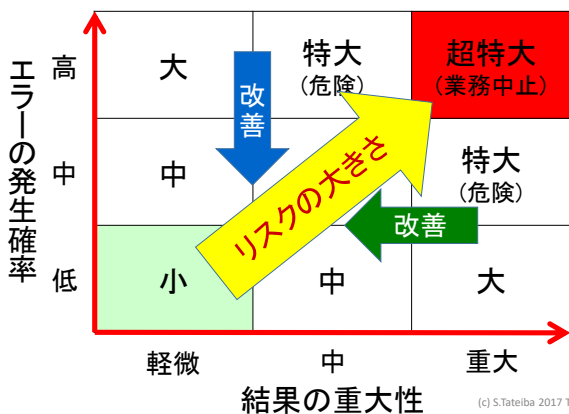 エラーの発生確率
高
中
低
大
特大
(危険)
超特大
(業務中止)
改善
中
特大
(危険)
リスクの大きさ
改善
小
中
大
軽微
中
重大
結果の重大性
(c) S.Tateiba 2017 T